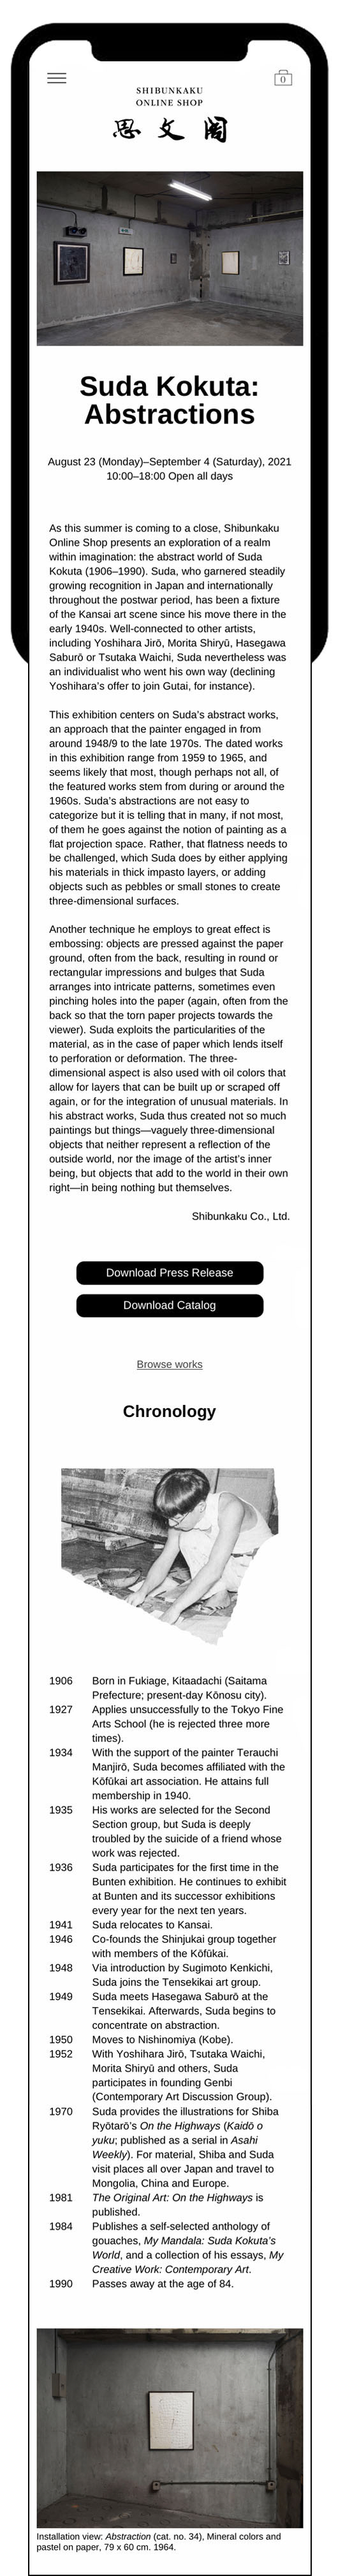 0
SHIBUNKAKU
ONLINE SHOP
思文閣
Suda Kokuta:
Abstractions
August 23 (Monday)–September 4 (Saturday), 2021
10:00–18:00 Open all days
As this summer is coming to a close, Shibunkaku
Online Shop presents an exploration of a realm
within imagination: the abstract world of Suda
Kokuta (1906–1990). Suda, who garnered steadily
growing recognition in Japan and internationally
throughout the postwar period, has been a fixture
of the Kansai art scene since his move there in the
early 1940s. Well-connected to other artists,
including Yoshihara Jirō, Morita Shiryū, Hasegawa
Saburō or Tsutaka Waichi, Suda nevertheless was
an individualist who went his own way (declining
Yoshihara's offer to join Gutai, for instance).
This exhibition centers on Suda's abstract works,
an approach that the painter engaged in from
around 1948/9 to the late 1970s. The dated works
in this exhibition range from 1959 to 1965, and
seems likely that most, though perhaps not all, of
the featured works stem from during or around the
1960s. Suda's abstractions are not easy to
categorize but it is telling that in many, if not most,
of them he goes against the notion of painting as a
flat projection space. Rather, that flatness needs to
be challenged, which Suda does by either applying
his materials in thick impasto layers, or adding
objects such as pebbles or small stones to create
three-dimensional surfaces.
Another technique he employs to great effect is
embossing: objects are pressed against the paper
ground, often from the back, resulting in round or
rectangular impressions and bulges that Suda
arranges into intricate patterns, sometimes even
pinching holes into the paper (again, often from the
back so that the torn paper projects towards the
viewer). Suda exploits the particularities of the
material, as in the case of paper which lends itself
to perforation or deformation. The three-
dimensional aspect is also used with oil colors that
allow for layers that can be built up or scraped off
again, or for the integration of unusual materials. In
his abstract works, Suda thus created not so much
paintings but things—vaguely three-dimensional
objects that neither represent a reflection of the
outside world, nor the image of the artist's inner
being, but objects that add to the world in their own
right—in being nothing but themselves.
Shibunkaku Co., Ltd.
Download Press Release
Download Catalog
Browse works
Chronology
1906 Born in Fukiage, Kitaadachi (Saitama
Prefecture; present-day Kōnosu city).
1927 Applies unsuccessfully to the Tokyo Fine
Arts School (he is rejected three more
times).
1934 With the support of the painter Terauchi
Manjirō, Suda becomes affiliated with the
Kōfūkai art association. He attains full
membership in 1940.
1935 His works are selected for the Second
Section group, but Suda is deeply
troubled by the suicide of a friend whose
work was rejected.
1936 Suda participates for the first time in the
Bunten exhibition. He continues to exhibit
at Bunten and its successor exhibitions
every year for the next ten years.
1941 Suda relocates to Kansai.
1946 Co-founds the Shinjukai group together
with members of the Kōfūkai.
1948 Via introduction by Sugimoto Kenkichi,
Suda joins the Tensekikai art group.
1949 Suda meets Hasegawa Saburō at the
Tensekikai. Afterwards, Suda begins to
concentrate on abstraction.
1950 Moves to Nishinomiya (Kobe).
1952 With Yoshihara Jirō, Tsutaka Waichi,
Morita Shiryū and others, Suda
participates in founding Genbi
(Contemporary Art Discussion Group).
1970 Suda provides the illustrations for Shiba
Ryōtarō's On the Highways (Kaidō o
yuku; published as a serial in Asahi
Weekly). For material, Shiba and Suda
visit places all over Japan and travel to
Mongolia, China and Europe.
1981 The Original Art: On the Highways is
published.
1984 Publishes a self-selected anthology of
gouaches, My Mandala: Suda Kokuta's
World, and a collection of his essays, My
Creative Work: Contemporary Art.
1990 Passes away at the age of 84.
Installation view: Abstraction (cat. no. 34), Mineral colors and
pastel on paper, 79 x 60 cm. 1964.